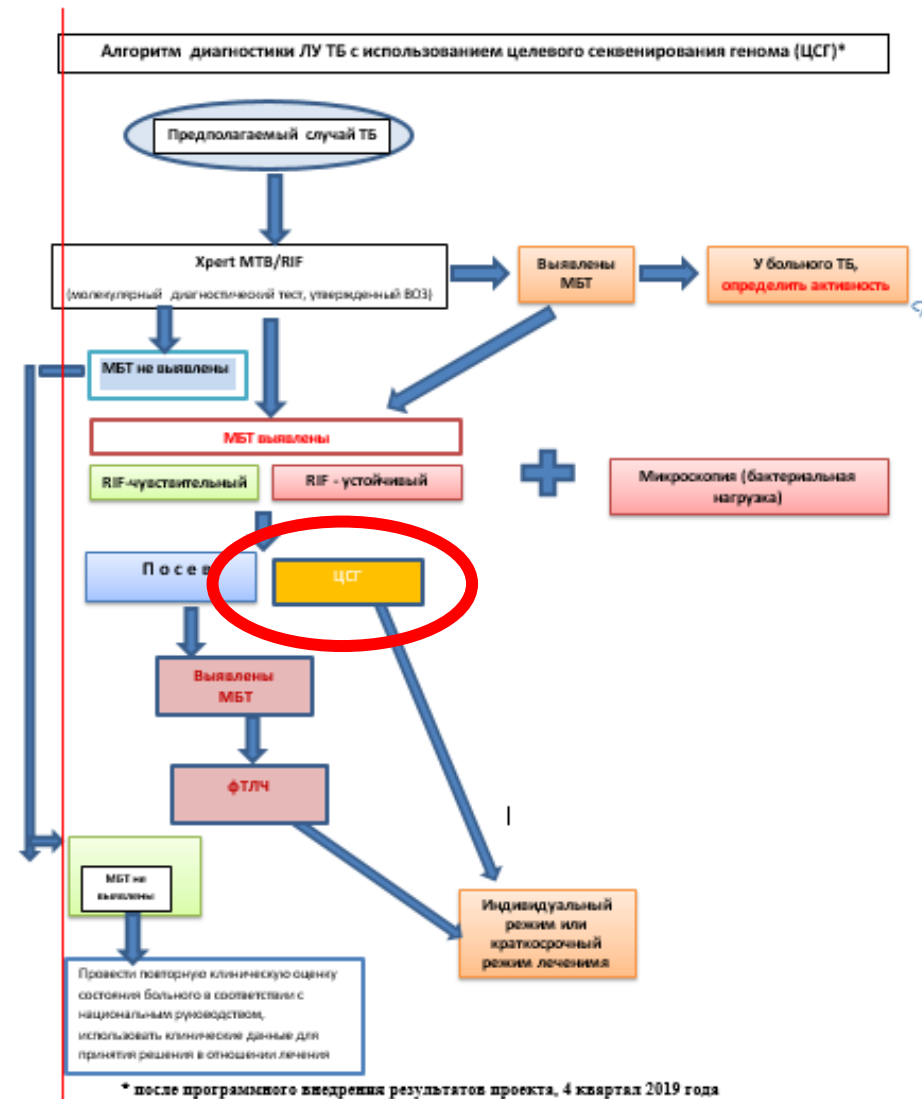 Алгоритм диагностики ЛУ ТБ с использованием целевого секвенирования генома (ЦСГ)*
Предполагаемый случай ТБ
Xpert MTB/RIF
(молекулярный диагностический тест, утвержденный ВОЗ)
Выявлены
МБТ
У больного ТБ,
определить активность
МБТ не выявлены
МБТ выявлены
RIF-чувствительный
RIF - устойчивый
Микроскопия (бактериальная
нагрузка)
П о с е в
ЦСГ
Выявлены
МБТ
фТЛЧ
МБТ не
выявлены
Индивидуальный
режим или
краткосрочный
режим леченимя
Провести повторную клиническую оценку
состояния больного в соответствии с
национальным руководством,
использовать клинические данные для
принятия решения в отношении лечения
* после программного внедрения результатов проекта, 4 квартал 2019 года